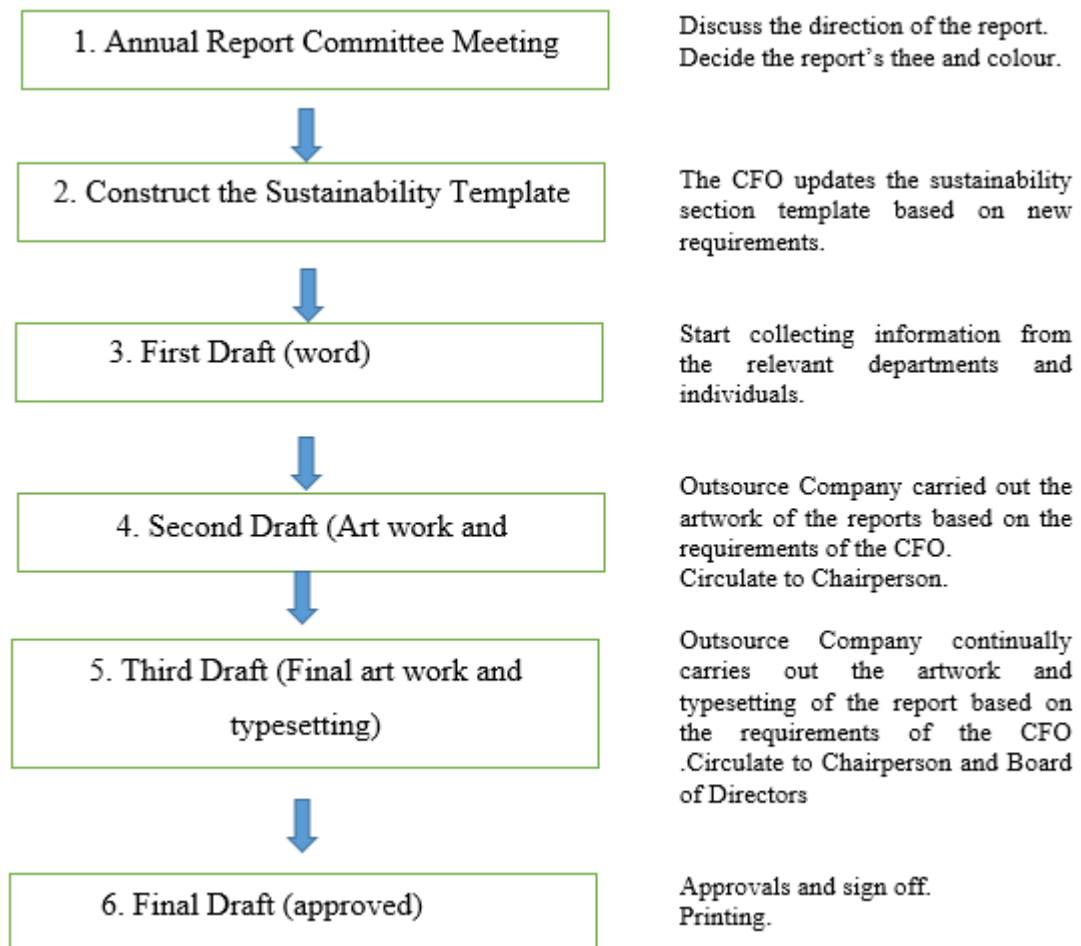 1. Annual Report Committee Meeting
Discuss the direction of the report.
Decide the report's thee and colour.
2. Construct the Sustainability Template
The CFO updates the sustainability
section template based on new
requirements.
3. First Draft (word)
Start collecting information from
the relevant departments and
individuals.
4. Second Draft (Art work and
Outsource Company carried out the
artwork of the reports based on the
requirements of the CFO.
Circulate to Chairperson.
5. Third Draft (Final art work and
typesetting)
Outsource Company continually
carries out the artwork and
typesetting of the report based on
the requirements of the CFO
.Circulate to Chairperson and Board
of Directors
6. Final Draft (approved)
Approvals and sign off.
Printing.